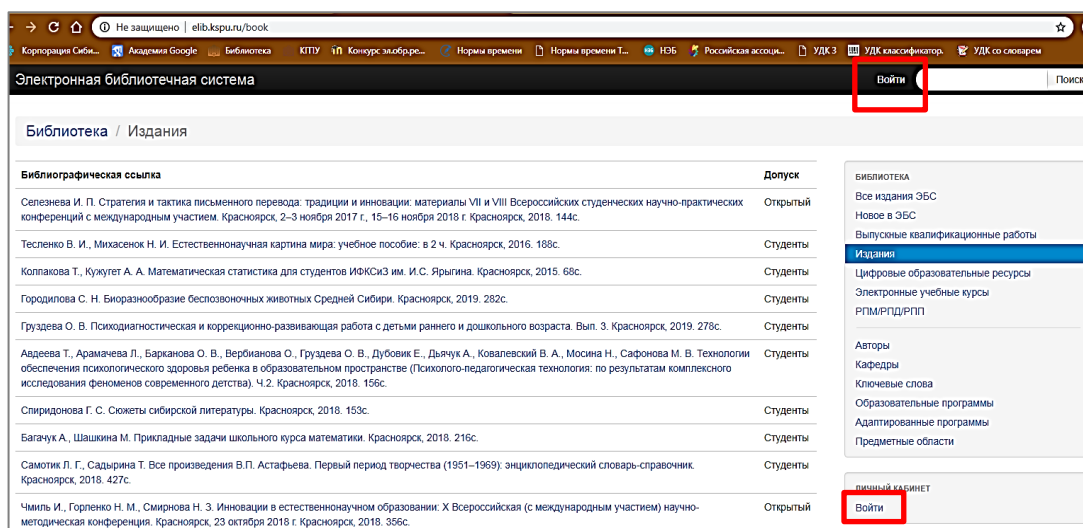 Не защищено | elib.kspu.ru/book
Корпорация Сиби... Академия Google Библиотека КГПУ Конкурс эл.обр.ре... Нормы времени Нормы времени Т... НЭБ Российская ассоци... УДК 3 УДК классификатор. УДК со словарем
Электронная библиотечная система
Войти
Поиск
Библиотека / Издания
Библиографическая ссылка Допуск
Селезнева И. П. Стратегия и тактика письменного перевода: традиции и инновации: материалы VII и VIII Всероссийских студенческих научно-практических Открытый
конференций с международным участием. Красноярск, 2–3 ноября 2017 г., 15–16 ноября 2018 г. Красноярск, 2018. 144с.
Тесленко В. И., Михасенок Н. И. Естественнонаучная картина мира: учебное пособие: в 2 ч. Красноярск, 2016. 188с. Студенты
Колпакова Т., Кужугет А. А. Математическая статистика для студентов ИФКСиЗ им. И.С. Ярыгина. Красноярск, 2015. 68с. Студенты
Городилова С. Н. Биоразнообразие беспозвоночных животных Средней Сибири. Красноярск, 2019. 282с. Студенты
Груздева О. В. Психодиагностическая и коррекционно-развивающая работа с детьми раннего и дошкольного возраста. Вып. 3. Красноярск, 2019. 278с. Студенты
Авдеева Т., Арамачева Л., Барканова О. В., Вербианова О., Груздева О. В., Дубовик Е., Дьячук А., Ковалевский В. А., Мосина Н., Сафонова М. В. Технологии Студенты
обеспечения психологического здоровья ребенка в образовательном пространстве (Психолого-педагогическая технология: по результатам комплексного
исследования феноменов современного детства). Ч.2. Красноярск, 2018. 156с.
Спиридонова Г. С. Сюжеты сибирской литературы. Красноярск, 2018. 153с. Студенты
Багачук А., Шашкина М. Прикладные задачи школьного курса математики. Красноярск, 2018. 216с. Студенты
Самотик Л. Г., Садырина Т. Все произведения В.П. Астафьева. Первый период творчества (1951–1969): энциклопедический словарь-справочник. Студенты
Красноярск, 2018. 427с.
Чмиль И., Горленко Н. М., Смирнова Н. З. Инновации в естественнонаучном образовании: X Всероссийская (с международным участием) научно- Открытый
методическая конференция. Красноярск, 23 октября 2018 г. Красноярск, 2018. 356с.
БИБЛИОТЕКА
Все издания ЭБС
Новое в ЭБС
Выпускные квалификационные работы
Издания
Цифровые образовательные ресурсы
Электронные учебные курсы
РПМ/РПД/РПП
Авторы
Кафедры
Ключевые слова
Образовательные программы
Адаптированные программы
Предметные области
ЛИЧНЫЙ КАБИНЕТ
Войти